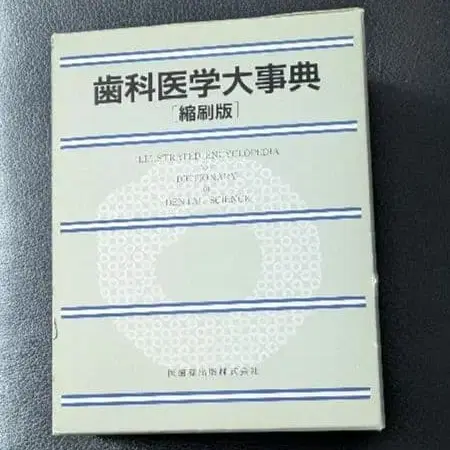 歯科医学大事典
[縮刷版]
ILLUSTRATED ENCYCLOPEDIA
DICTIONARY
of
DENTAL SCIENCE
医歯薬出版株式会社